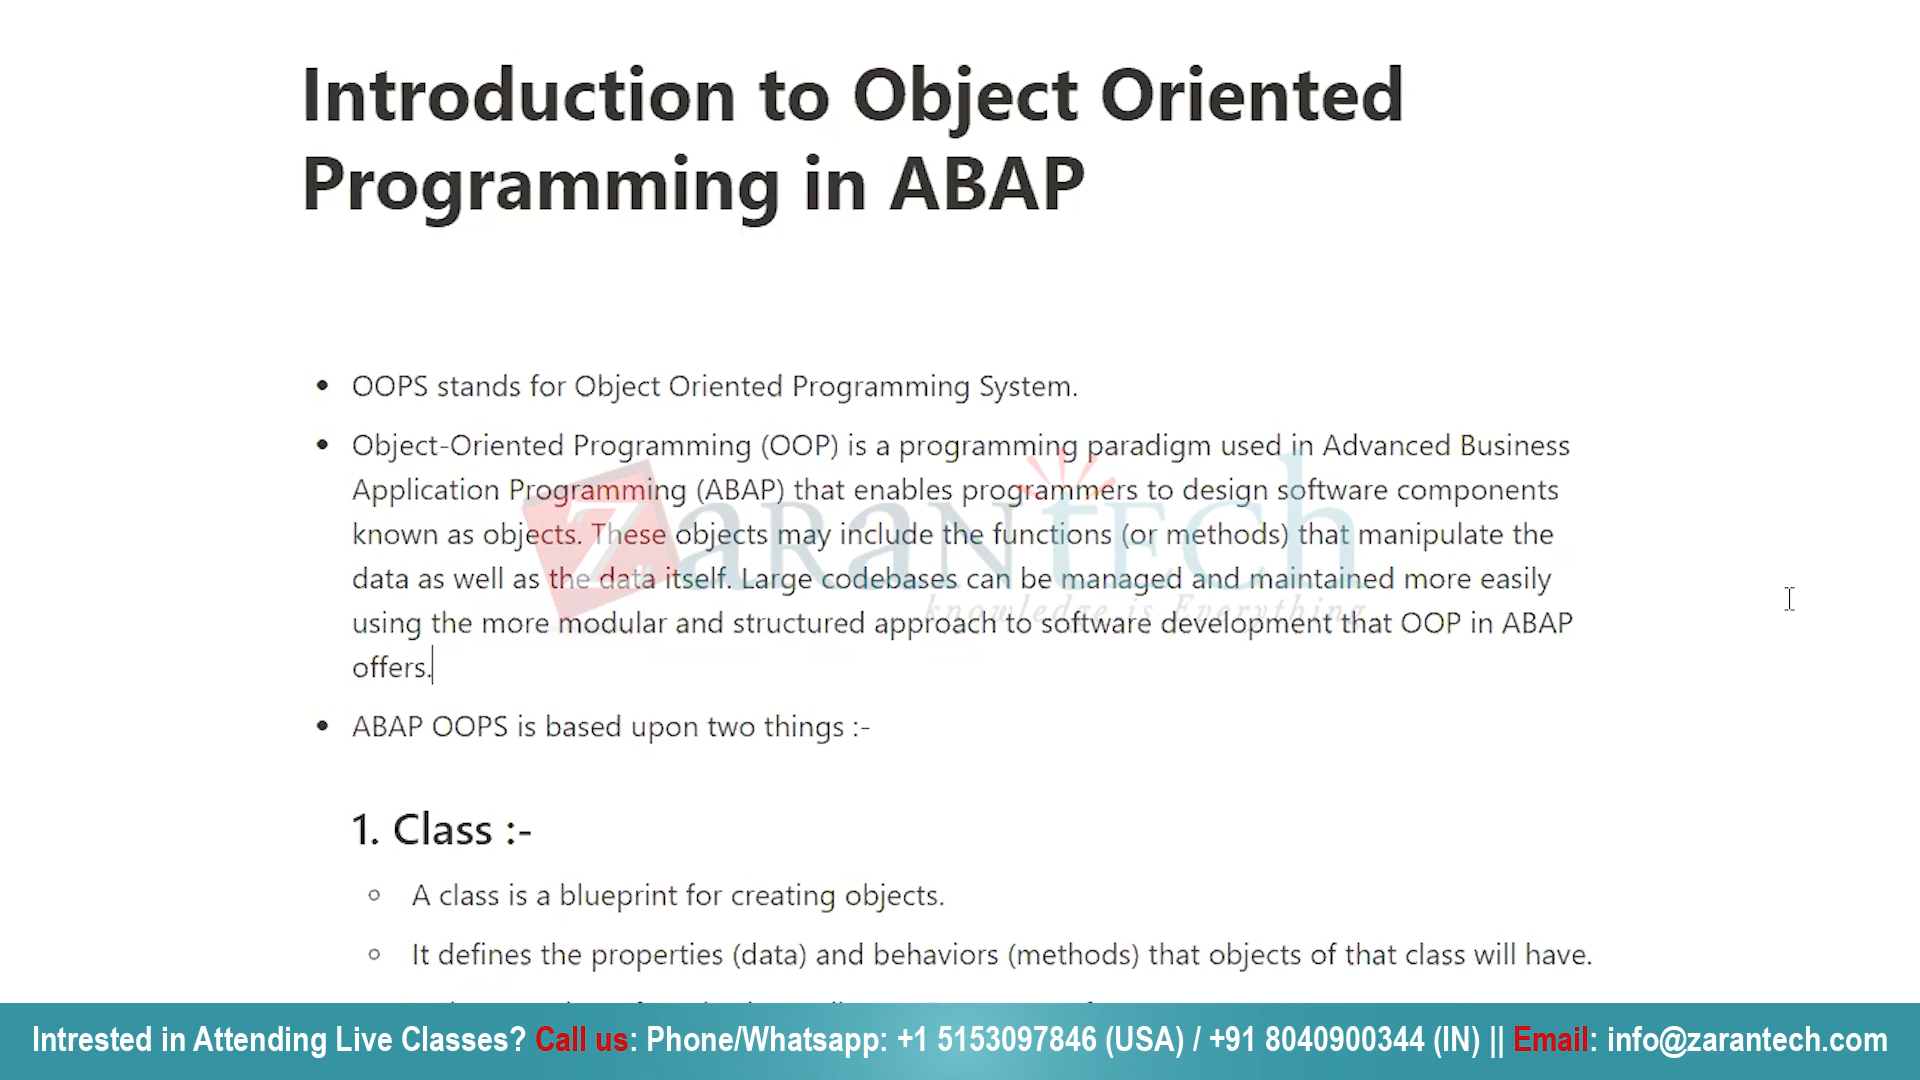 Introduction to Object Oriented
Programming in ABAP
• OOPS stands for Object Oriented Programming System.
• Object-Oriented Programming (OOP) is a programming paradigm used in Advanced Business
Application Programming (ABAP) that enables programmers to design software components
known as objects. These objects may include the functions (or methods) that manipulate the
data as well as the data itself. Large codebases can be managed and maintained more easily
using the more modular and structured approach to software development that OOP in ABAP
offers.
ZaranTech
knowledge is Everything
• ABAP OOPS is based upon two things :-
1. Class :-
◦ A class is a blueprint for creating objects.
◦ It defines the properties (data) and behaviors (methods) that objects of that class will have.
Intrested in Attending Live Classes? Call us: Phone/Whatsapp: +1 5153097846 (USA) / +91 8040900344 (IN) || Email: info@zarantech.com